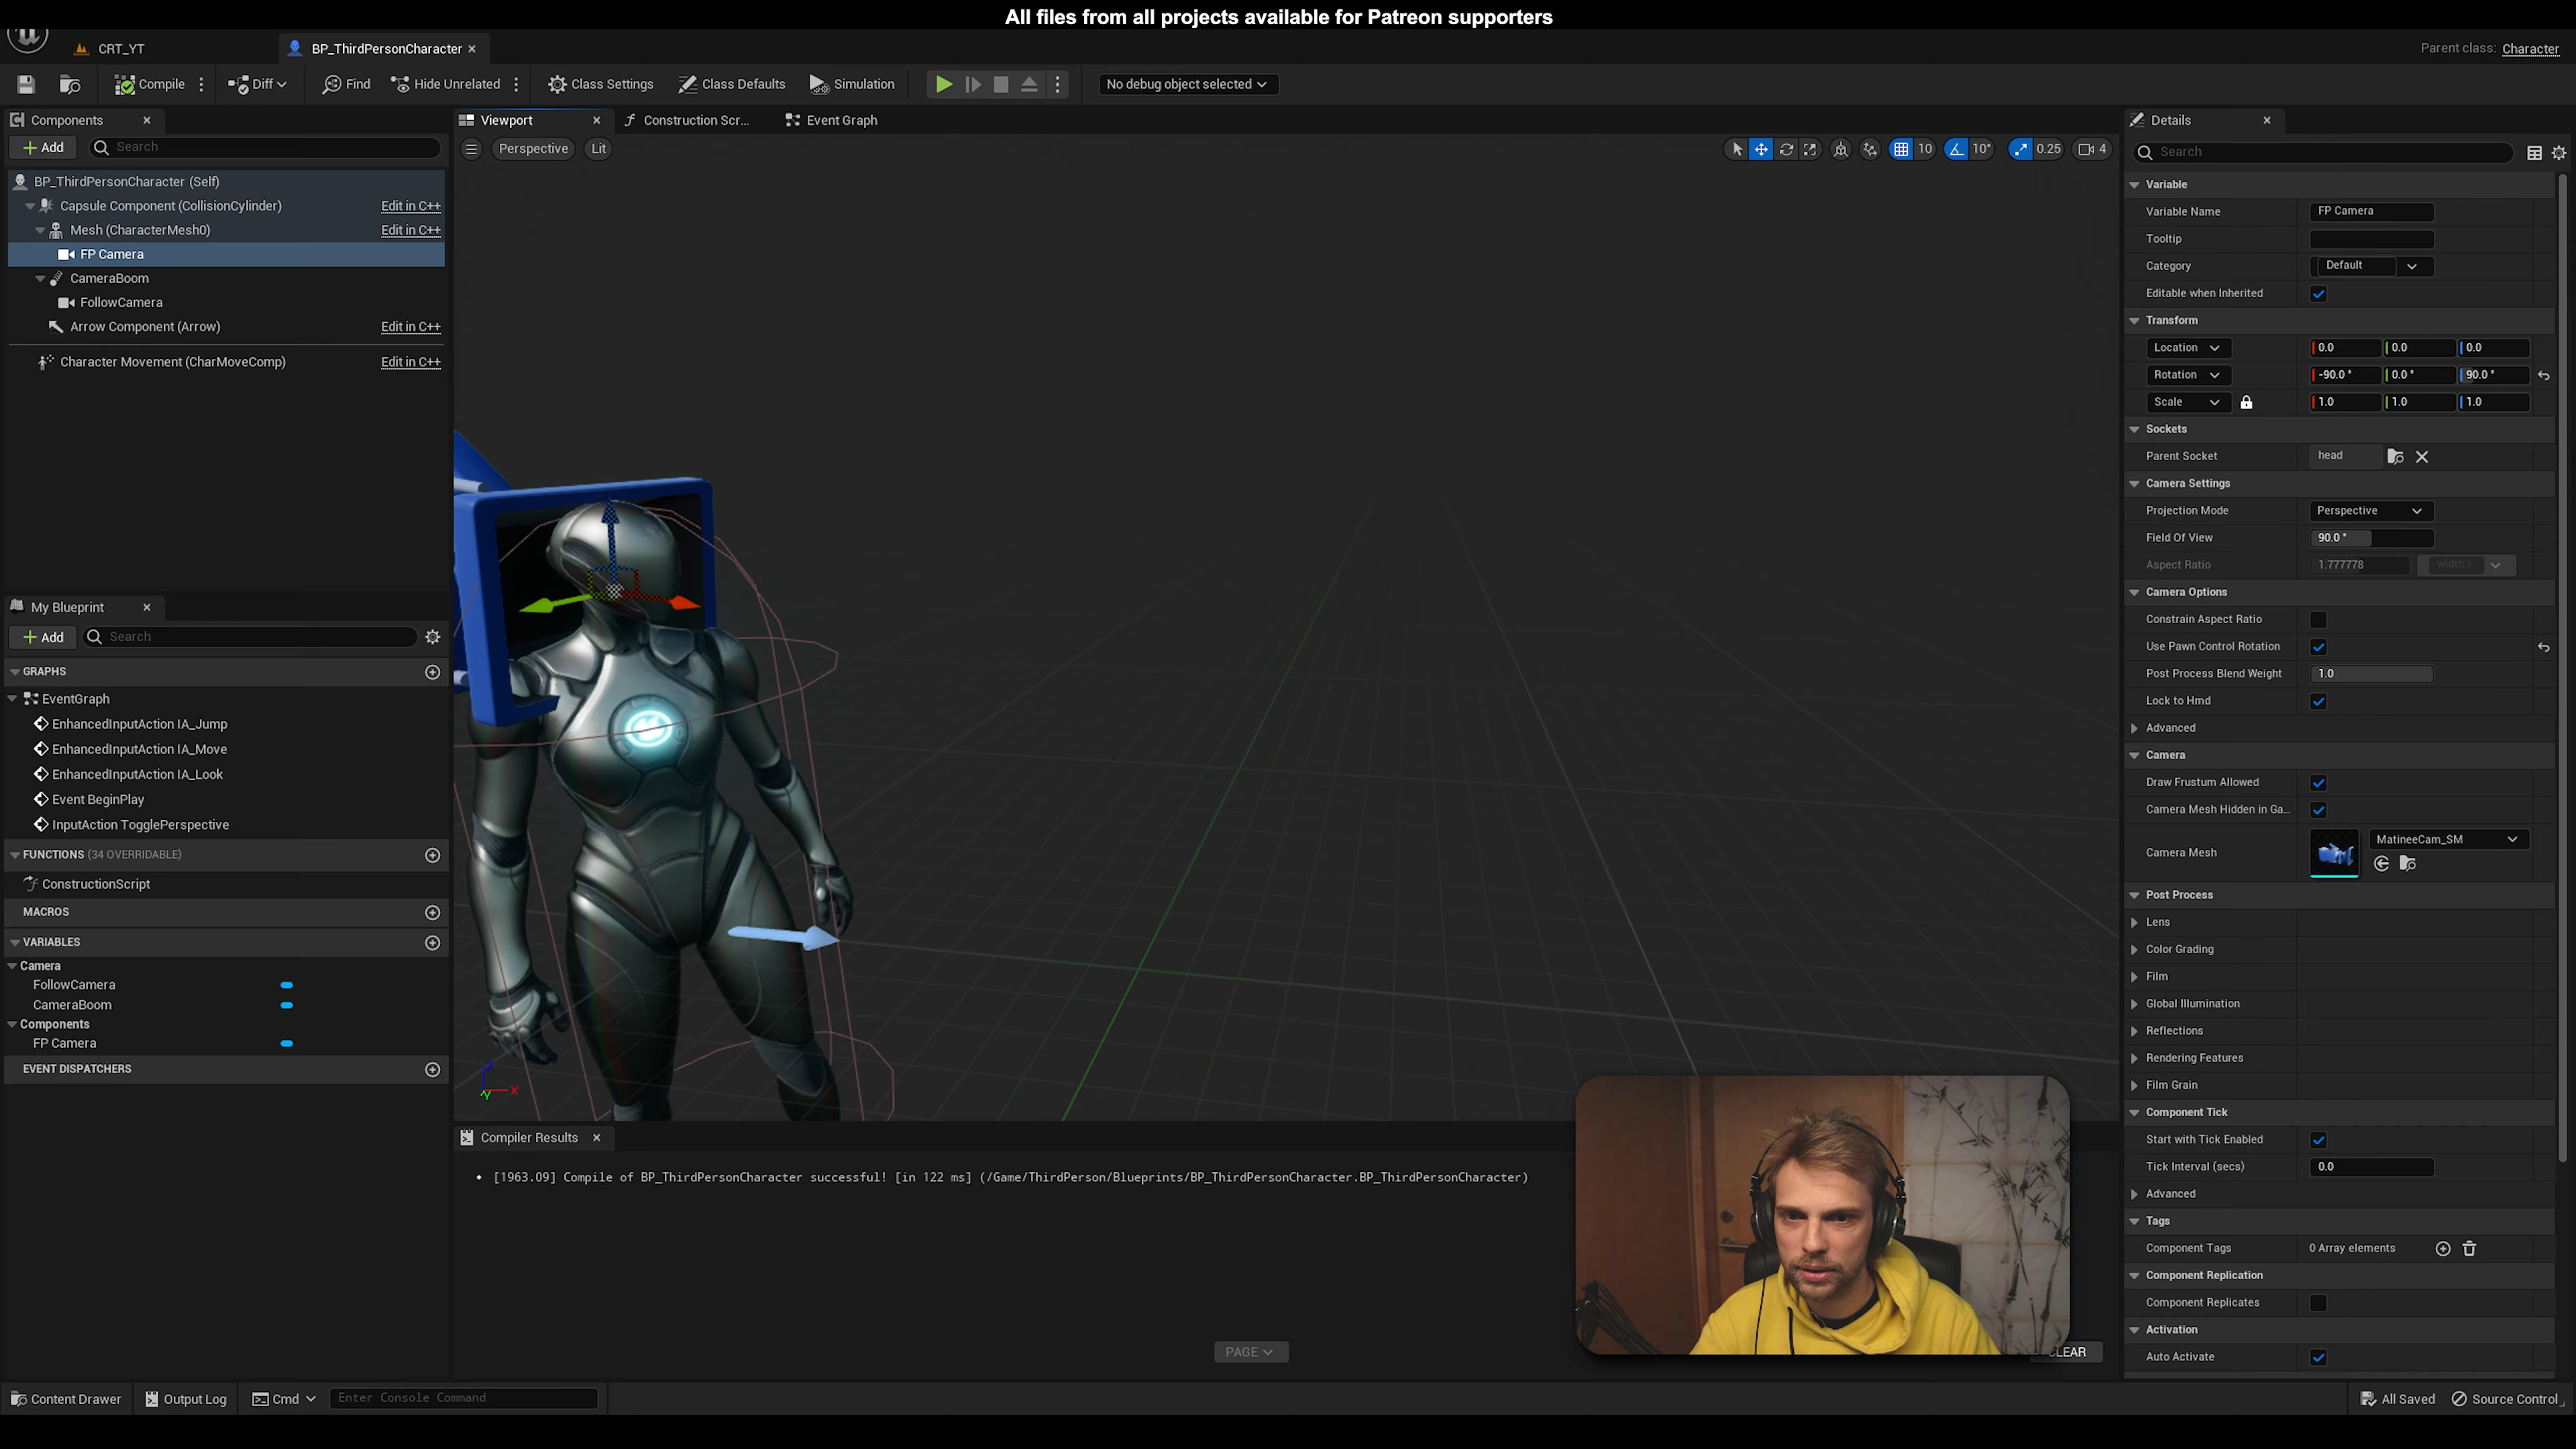 All files from all projects available for Patreon supporters
CRT_YT
BP_ThirdPersonCharacter
Parent class: Character
Compile
Diff
Find
Hide Unrelated
Class Settings
Class Defaults
Simulation
No debug object selected
Components
Add
Search
BP_ThirdPersonCharacter (Self)
Capsule Component (CollisionCylinder) Edit in C++
Mesh (CharacterMesh0) Edit in C++
FP Camera
CameraBoom
FollowCamera
Arrow Component (Arrow) Edit in C++
Character Movement (CharMoveComp) Edit in C++
My Blueprint
Add
Search
GRAPHS
EventGraph
EnhancedInputAction IA_Jump
EnhancedInputAction IA_Move
EnhancedInputAction IA_Look
Event BeginPlay
InputAction TogglePerspective
FUNCTIONS (34 OVERRIDABLE)
ConstructionScript
MACROS
VARIABLES
Camera
FollowCamera
CameraBoom
Components
FP Camera
EVENT DISPATCHERS
Viewport
Construction Scr...
Event Graph
Perspective
Lit
10
10°
0.25
4
X
Y
Compiler Results
[1963.09] Compile of BP_ThirdPersonCharacter successful! [in 122 ms] (/Game/ThirdPerson/Blueprints/BP_ThirdPersonCharacter.BP_ThirdPersonCharacter)
PAGE
CLEAR
Details
Search
Variable
Variable Name FP Camera
Tooltip
Category Default
Editable when Inherited
Transform
Location 0.0 0.0 0.0
Rotation -90.0 ° 0.0 ° 90.0 °
Scale 1.0 1.0 1.0
Sockets
Parent Socket head
Camera Settings
Projection Mode Perspective
Field Of View 90.0 °
Aspect Ratio 1.777778 width x
Camera Options
Constrain Aspect Ratio
Use Pawn Control Rotation
Post Process Blend Weight 1.0
Lock to Hmd
Advanced
Camera
Draw Frustum Allowed
Camera Mesh Hidden in Ga...
Camera Mesh MatineeCam_SM
Post Process
Lens
Color Grading
Film
Global Illumination
Reflections
Rendering Features
Film Grain
Component Tick
Start with Tick Enabled
Tick Interval (secs) 0.0
Advanced
Tags
Component Tags 0 Array elements
Component Replication
Component Replicates
Activation
Auto Activate
Content Drawer
Output Log
Cmd
Enter Console Command
All Saved
Source Control